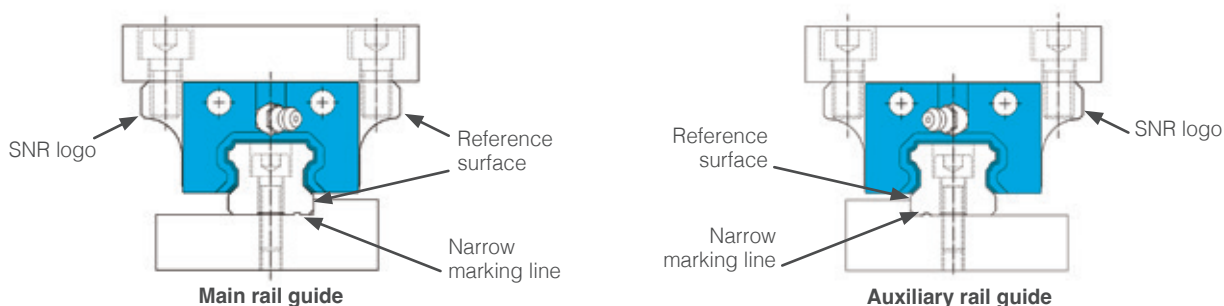 SNR logo
Reference
surface
Narrow
marking line
Main rail guide
Reference
surface
SNR logo
Narrow
marking line
Auxiliary rail guide